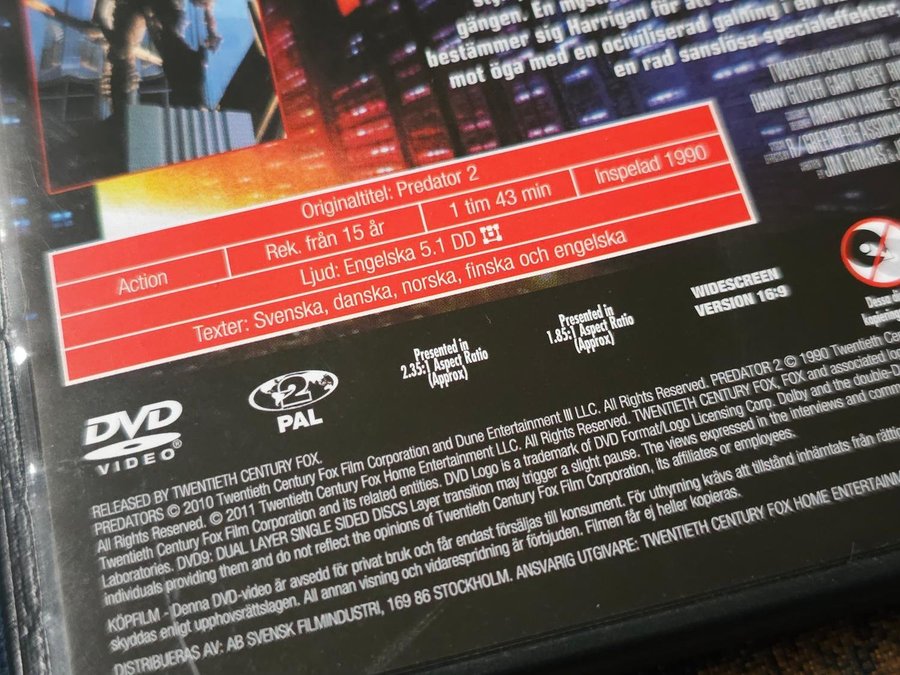 gången. En
bestämmer sig Harrigan för att
mot öga med en ociviliserad galning i en
en rad sanslösa specialeffekter.
TWENTIETH CENTURY FOX
DANNY GLOVER GARY BUSEY
R/GREENBERG
JIM THOMAS &
Originaltitel: Predator 2
Action
Rek. från 15 år
1 tim 43 min
Inspelad 1990
Ljud: Engelska 5.1 DD
Texter: Svenska, danska, norska, finska och engelska
DVD
VIDEO®
2
PAL
Presented in
2.35:1 Aspect Ratio
(Approx)
Presented in
1.85:1 Aspect Ratio
(Approx)
WIDESCREEN
VERSION 16:9
RELEASED BY TWENTIETH CENTURY FOX.
PREDATORS © 2010 Twentieth Century Fox Film Corporation and Dune Entertainment III LLC. All Rights Reserved. PREDATOR 2 © 1990 Twentieth
All Rights Reserved. © 2011 Twentieth Century Fox Home Entertainment LLC. All Rights Reserved. TWENTIETH CENTURY FOX, FOX and associated
Twentieth Century Fox Film Corporation and its related entities. DVD Logo is a trademark of DVD Format/Logo Licensing Corp. Dolby and the double-D
Laboratories. DVD9: DUAL LAYER SINGLE SIDED DISCS Layer transition may trigger a slight pause. The views expressed in the interviews and
individuals providing them and do not reflect the opinions of Twentieth Century Fox Film Corporation, its affiliates or employees.
KÖPFILM - Denna DVD-video är avsedd för privat bruk och får endast försäljas till konsument. För uthyrning krävs att tillstånd inhämtats från
skyddas enligt upphovsrättslagen. All annan visning och vidarespridning är förbjuden. Filmen får ej heller kopieras.
DISTRIBUERAS AV: AB SVENSK FILMINDUSTRI, 169 86 STOCKHOLM. ANSVARIG UTGIVARE: TWENTIETH CENTURY FOX HOME